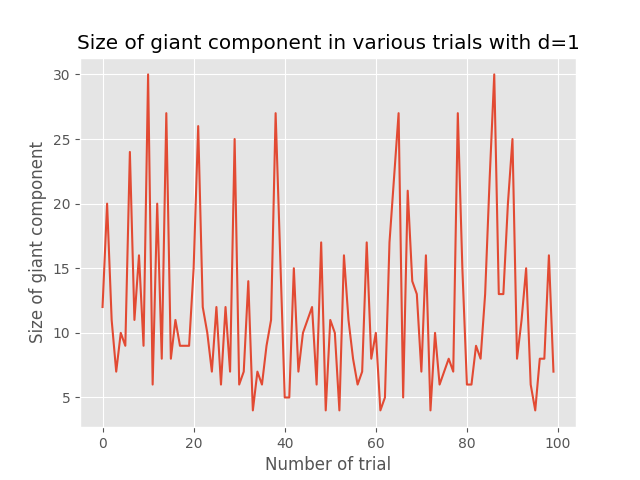 Size of giant component in various trials with d=1
30
25
20
15
10
5
Size of giant component
0 20 40 60 80 100
Number of trial